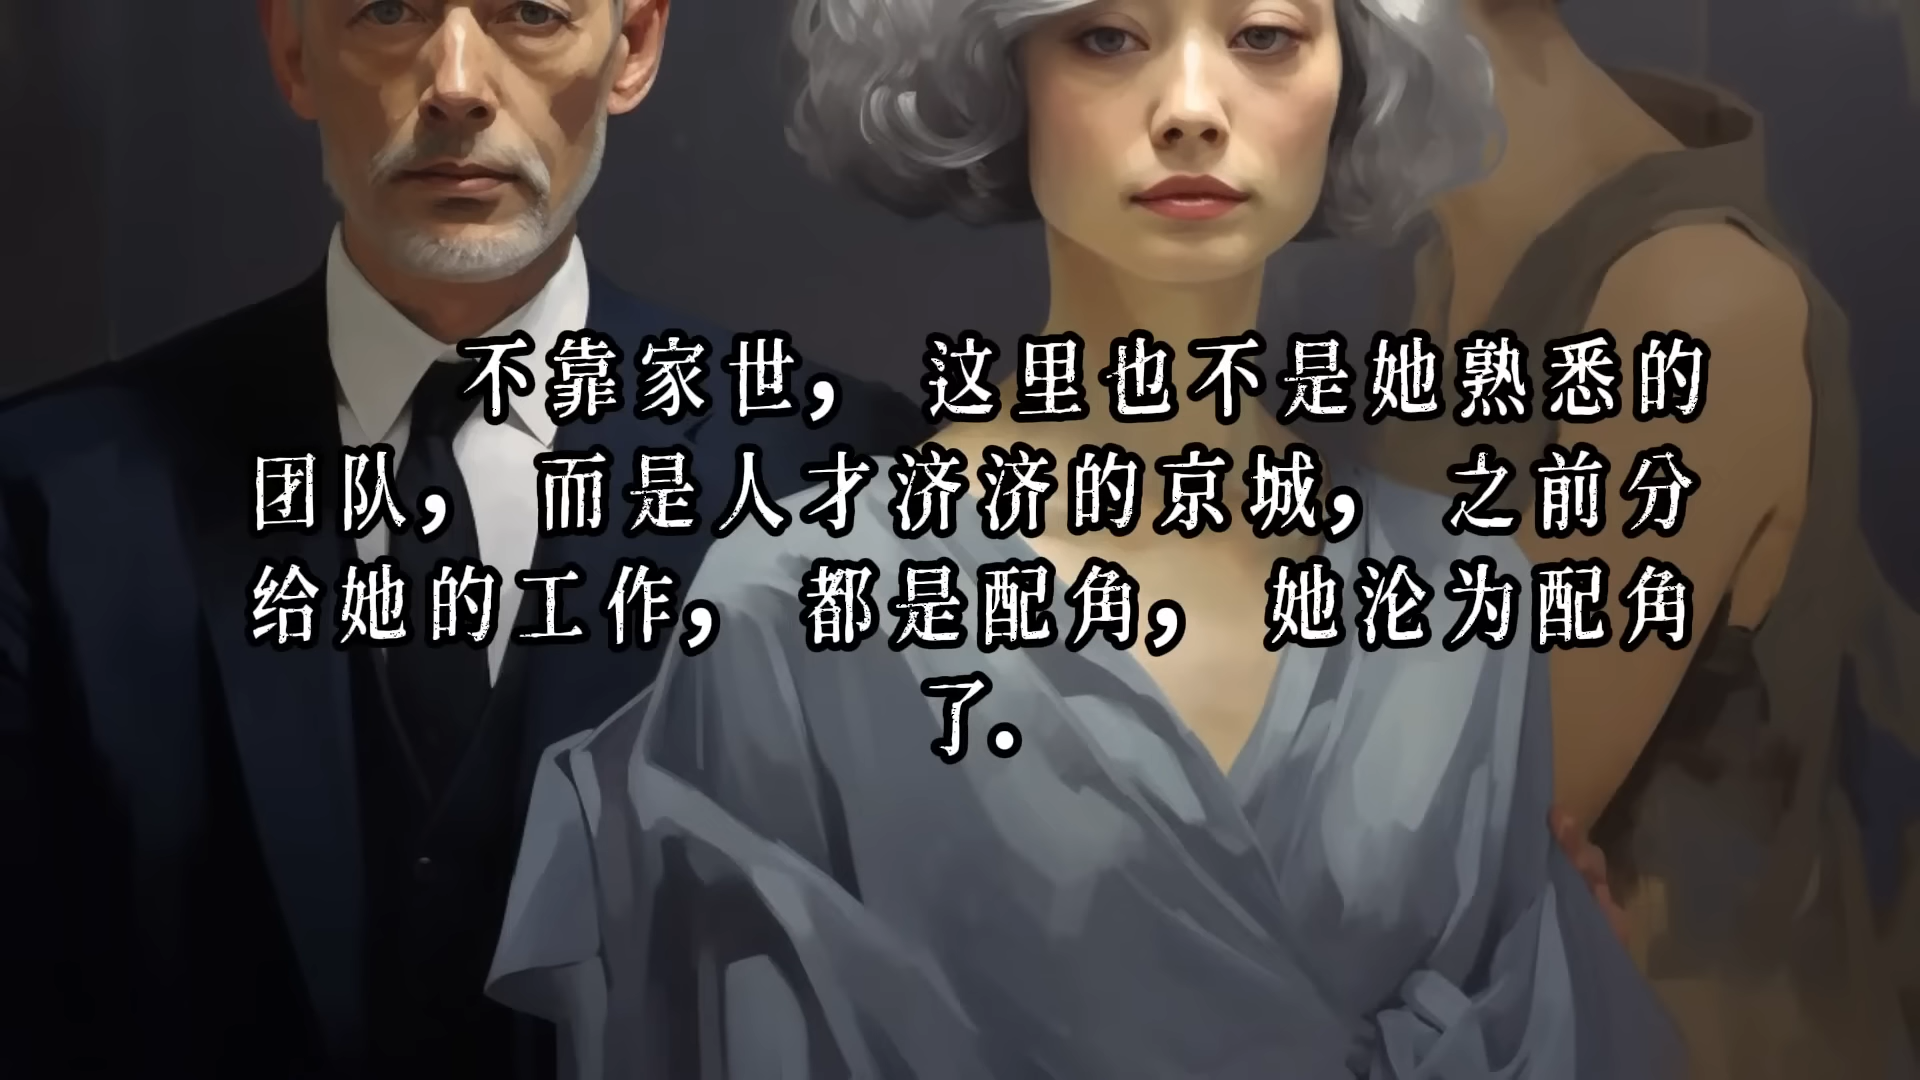 不靠家世，这里也不是她熟悉的
团队，而是人才济济的京城，之前分
给她的工作，都是配角，她沦为配角
了.